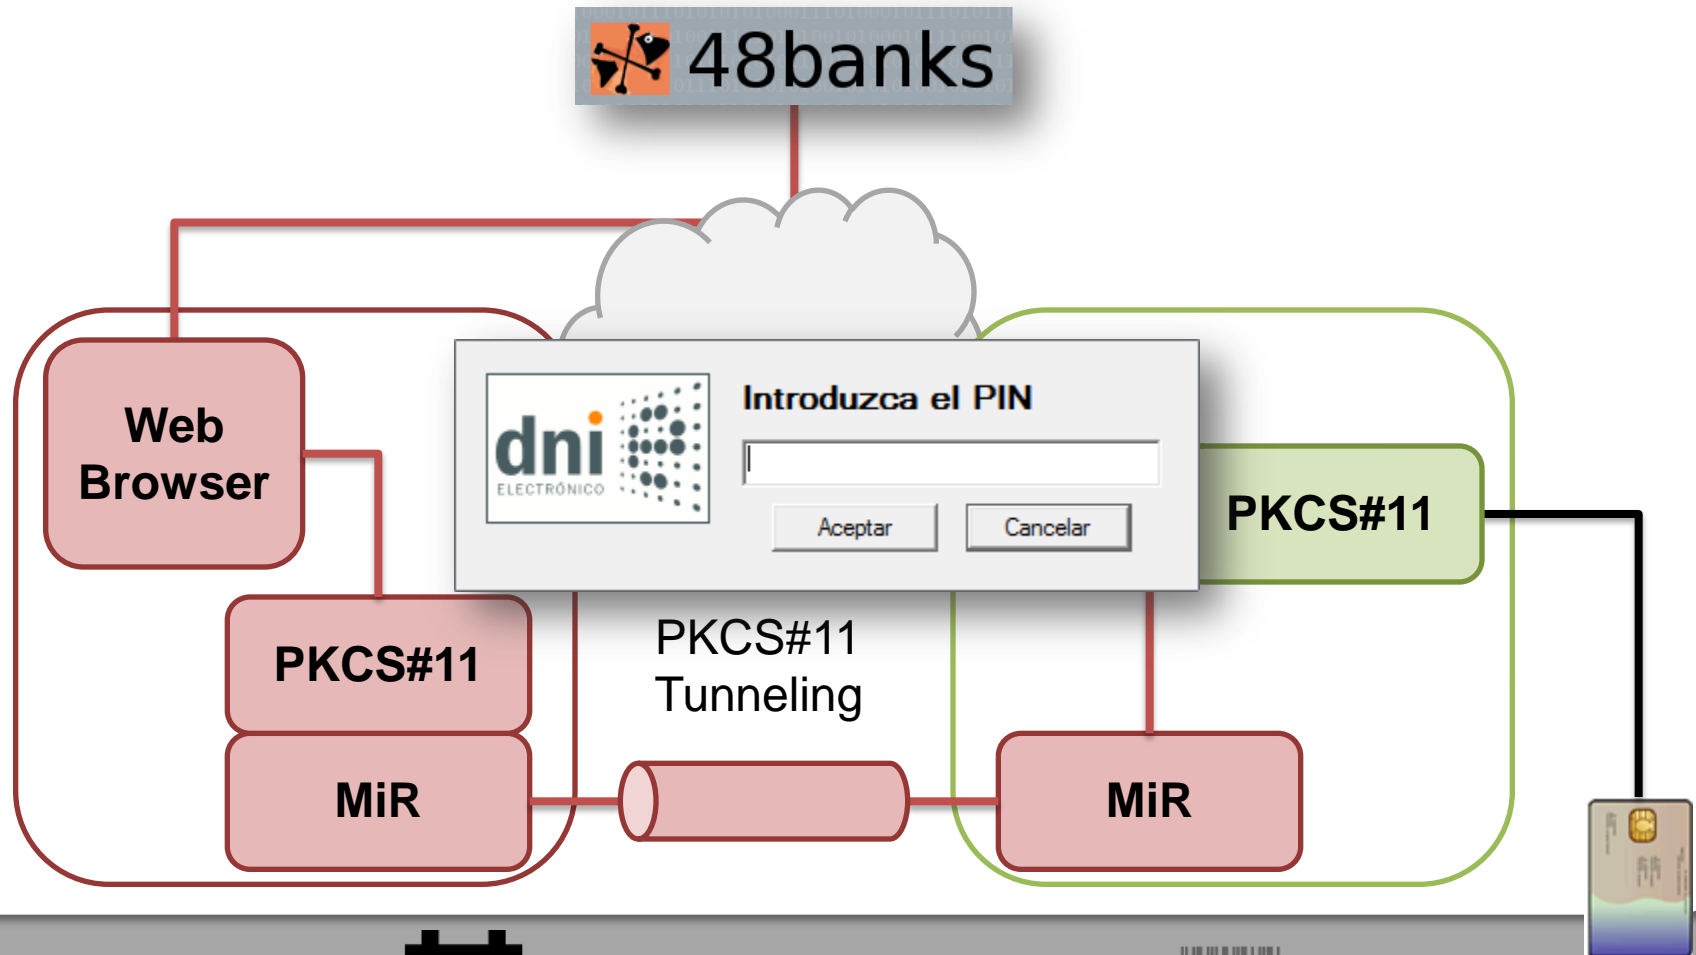 48banks
Web
Browser
dni
ELECTRÓNICO
Introduzca el PIN
Aceptar
Cancelar
PKCS#11
PKCS#11
PKCS#11
Tunneling
MiR
MiR